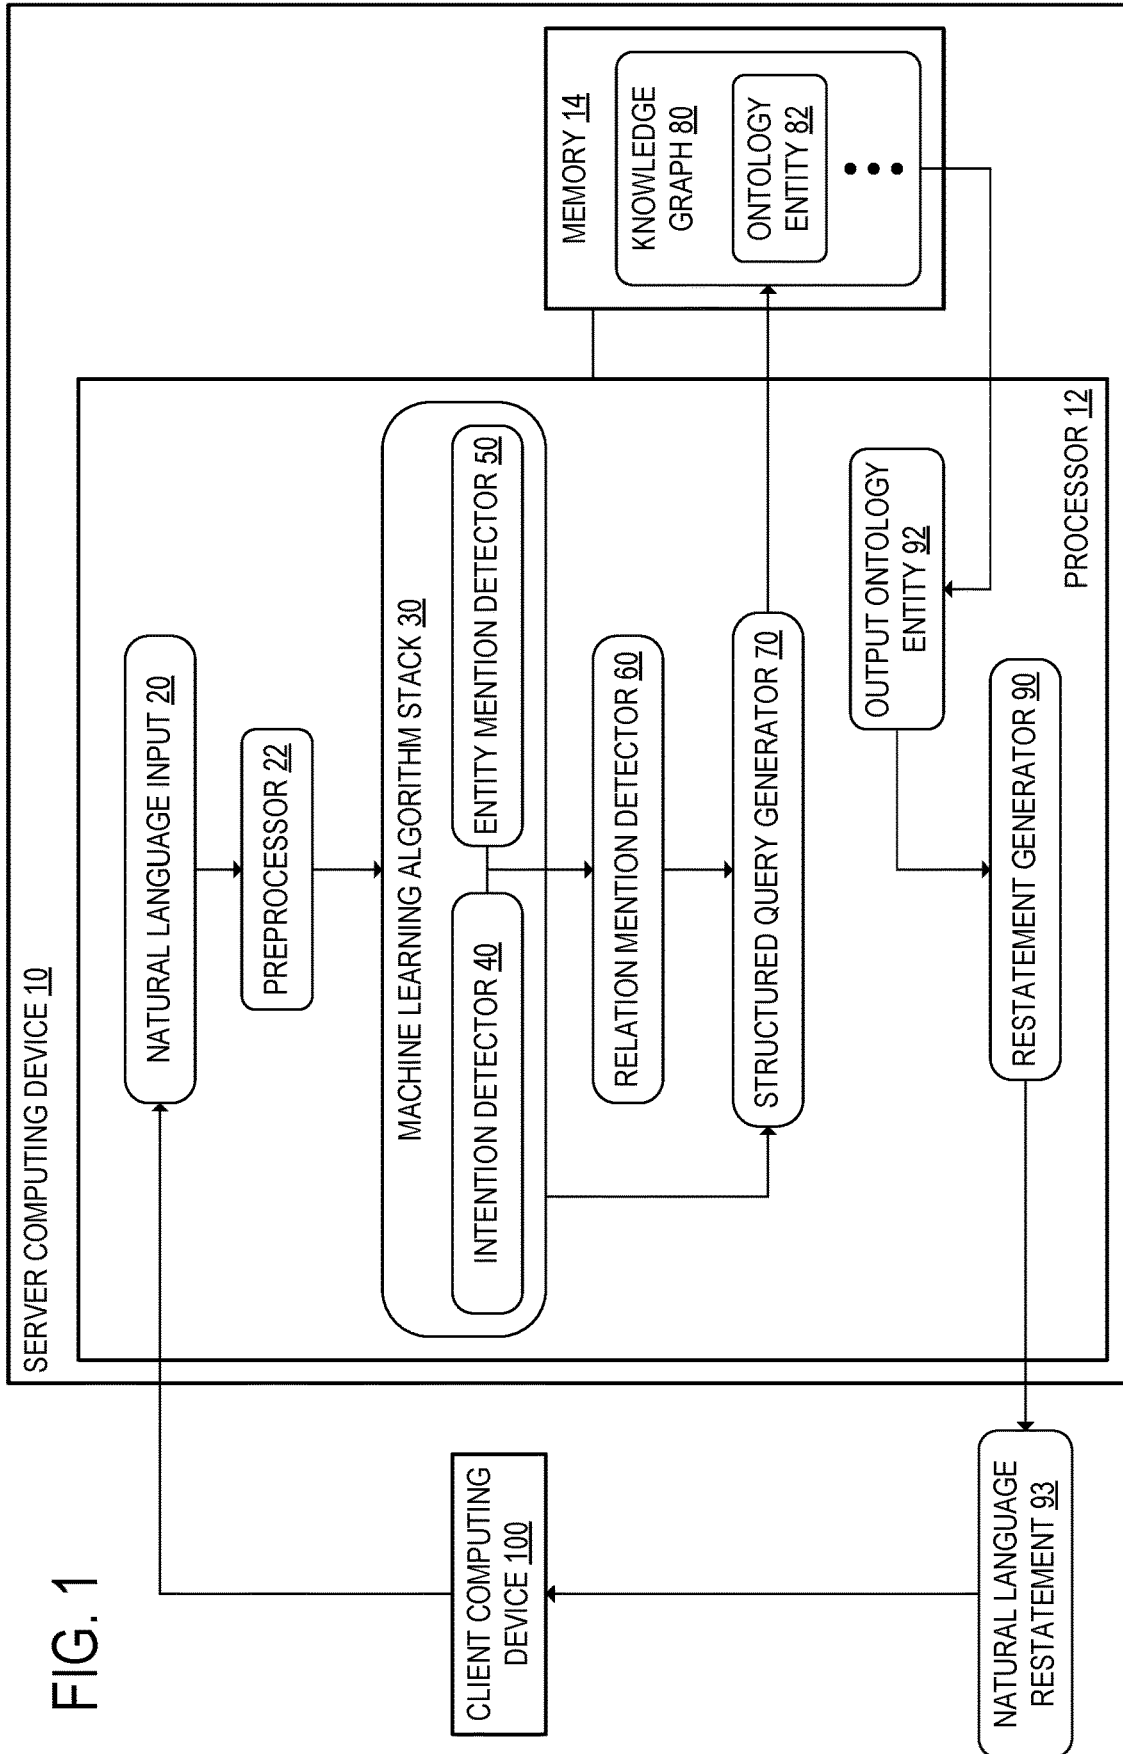 FIG. 1
SERVER COMPUTING DEVICE 10
CLIENT COMPUTING
DEVICE 100
NATURAL LANGUAGE INPUT 20
PREPROCESSOR 22
MACHINE LEARNING ALGORITHM STACK 30
INTENTION DETECTOR 40
ENTITY MENTION DETECTOR 50
RELATION MENTION DETECTOR 60
STRUCTURED QUERY GENERATOR 70
MEMORY 14
KNOWLEDGE
GRAPH 80
ONTOLOGY
ENTITY 82
OUTPUT ONTOLOGY
ENTITY 92
RESTATEMENT GENERATOR 90
PROCESSOR 12
NATURAL LANGUAGE
RESTATEMENT 93